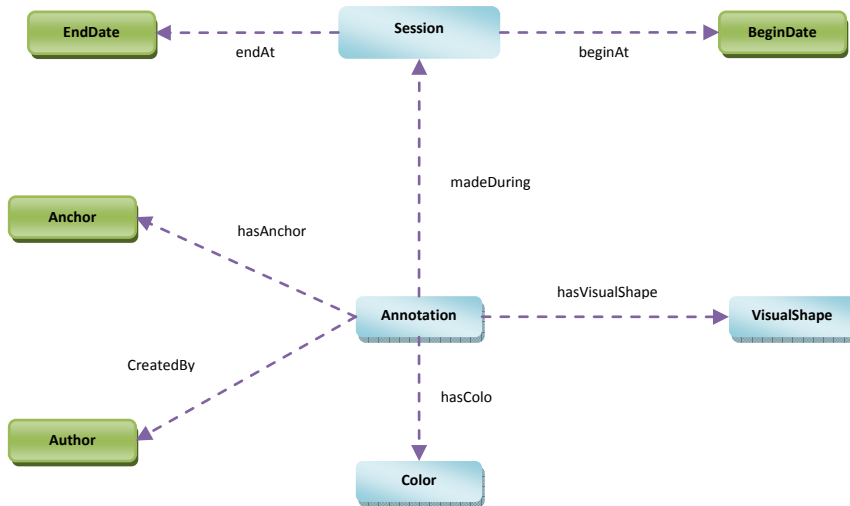 Session
EndDate
BeginDate
endAt
beginAt
madeDuring
Anchor
hasAnchor
hasVisualShape
Annotation
VisualShape
CreatedBy
hasColo
Author
Color